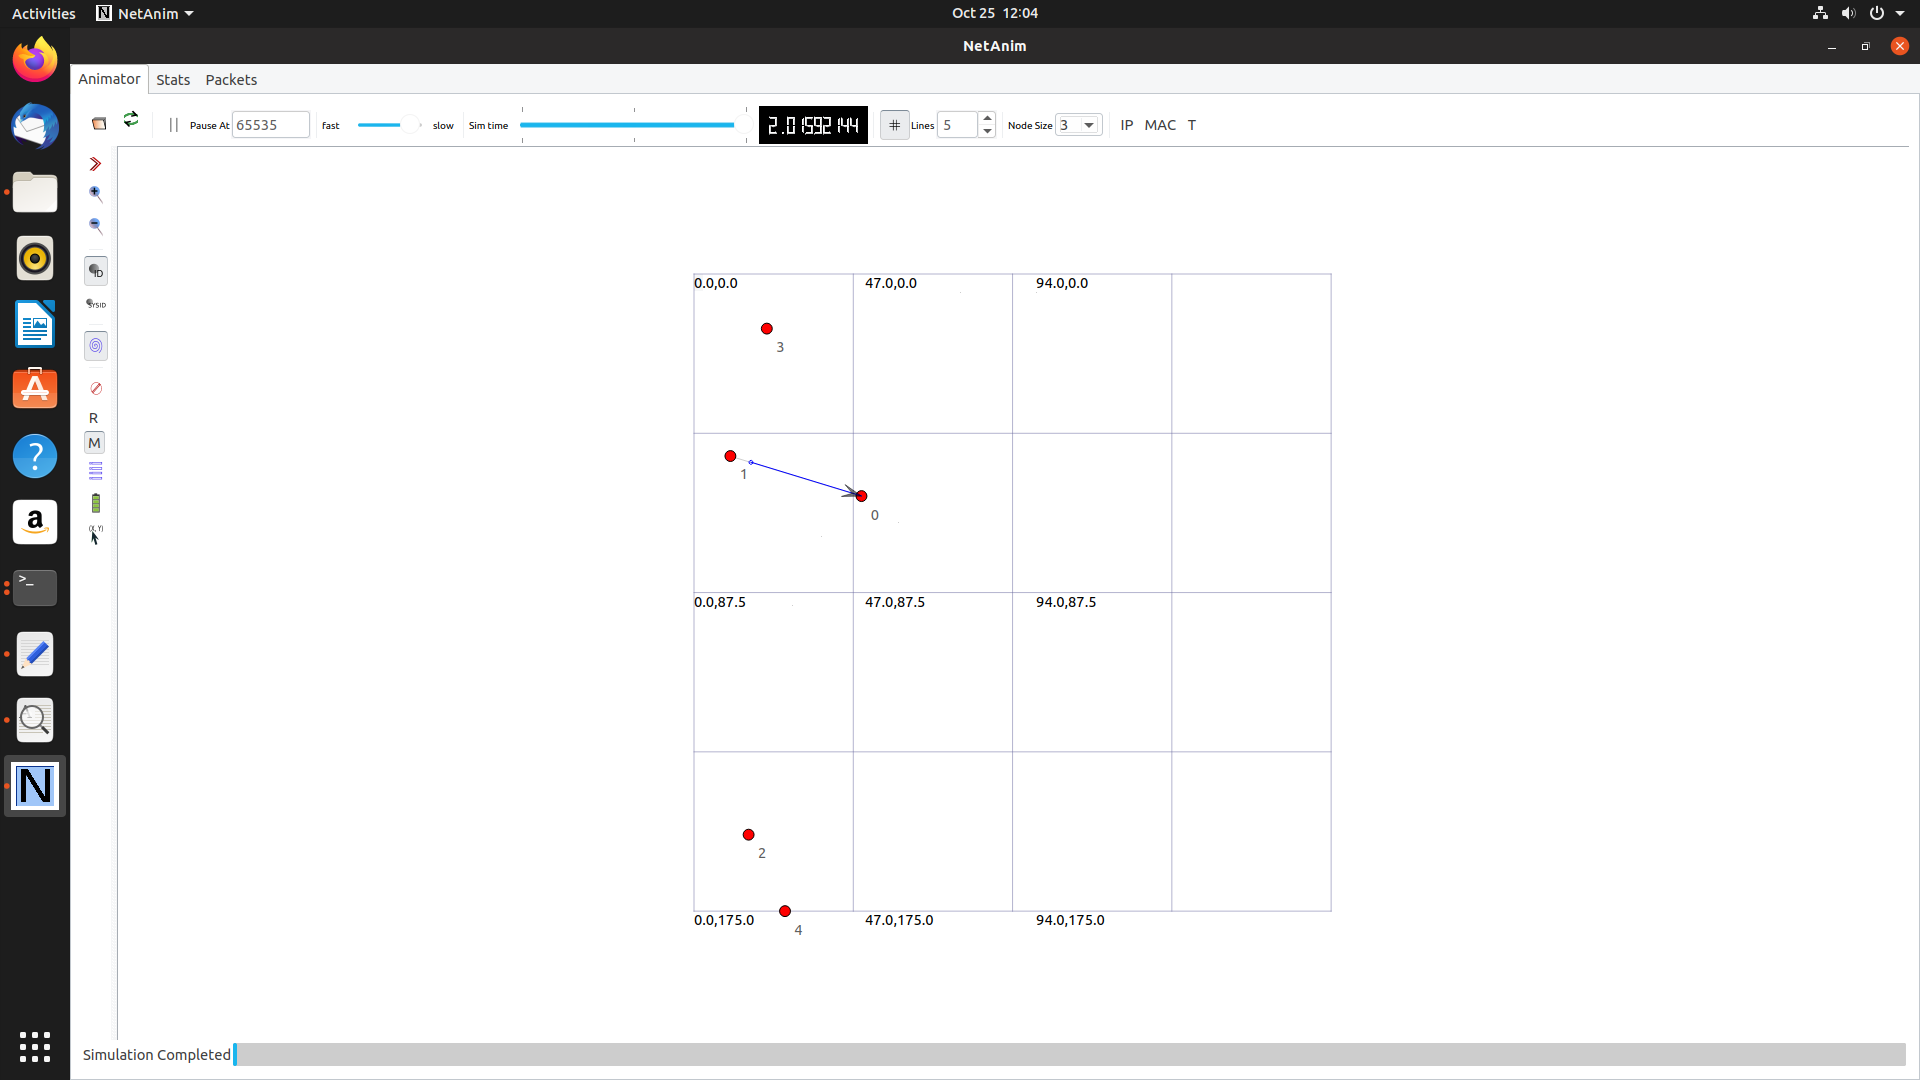 Activities NetAnim Oct 25 12:04
NetAnim
Animator Stats Packets
Pause At 65535 fast slow Sim time 2.01592144 # Lines 5 Node Size 3 IP MAC T
ID
SYSID
R
M
(X, Y)
0.0,0.0 47.0,0.0 94.0,0.0
3
1
0
0.0,87.5 47.0,87.5 94.0,87.5
2
0.0,175.0 47.0,175.0 94.0,175.0
4
Simulation Completed